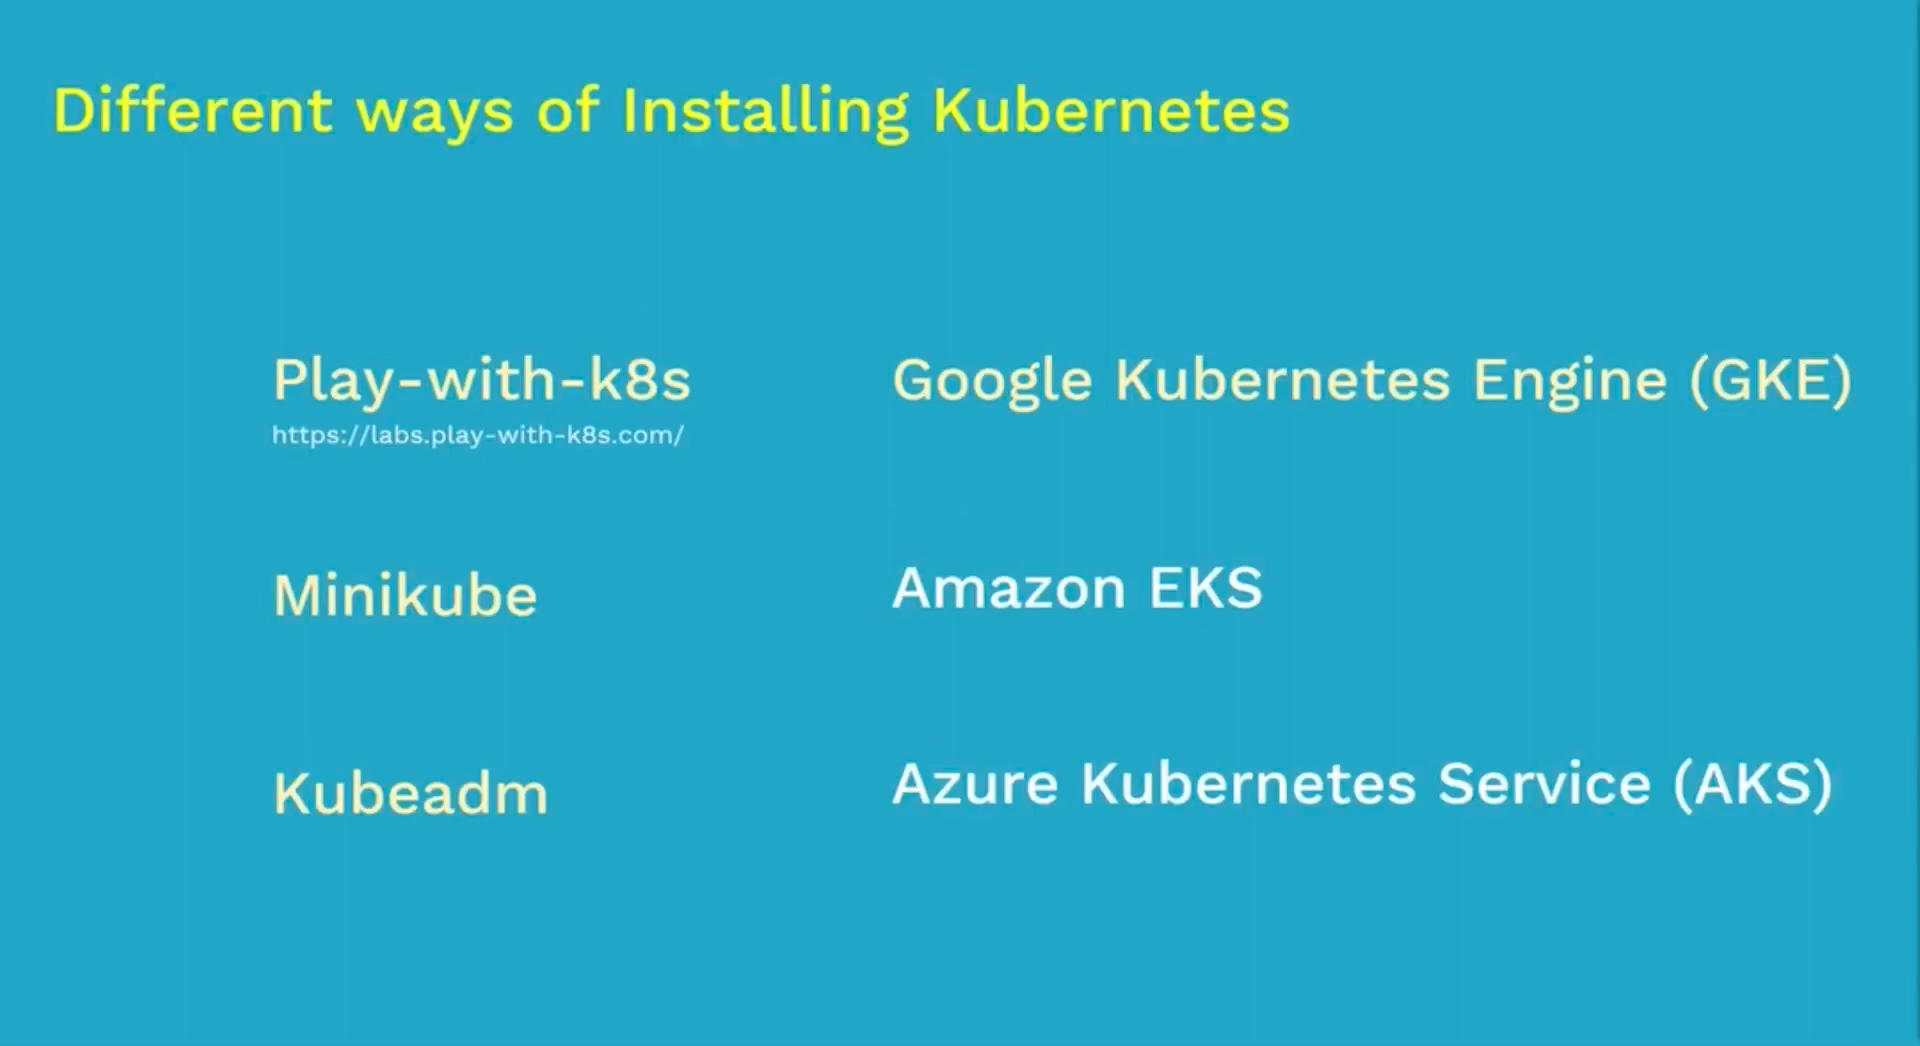 Different ways of Installing Kubernetes
Play-with-k8s
https://labs.play-with-k8s.com/
Minikube
Kubeadm
Google Kubernetes Engine (GKE)
Amazon EKS
Azure Kubernetes Service (AKS)